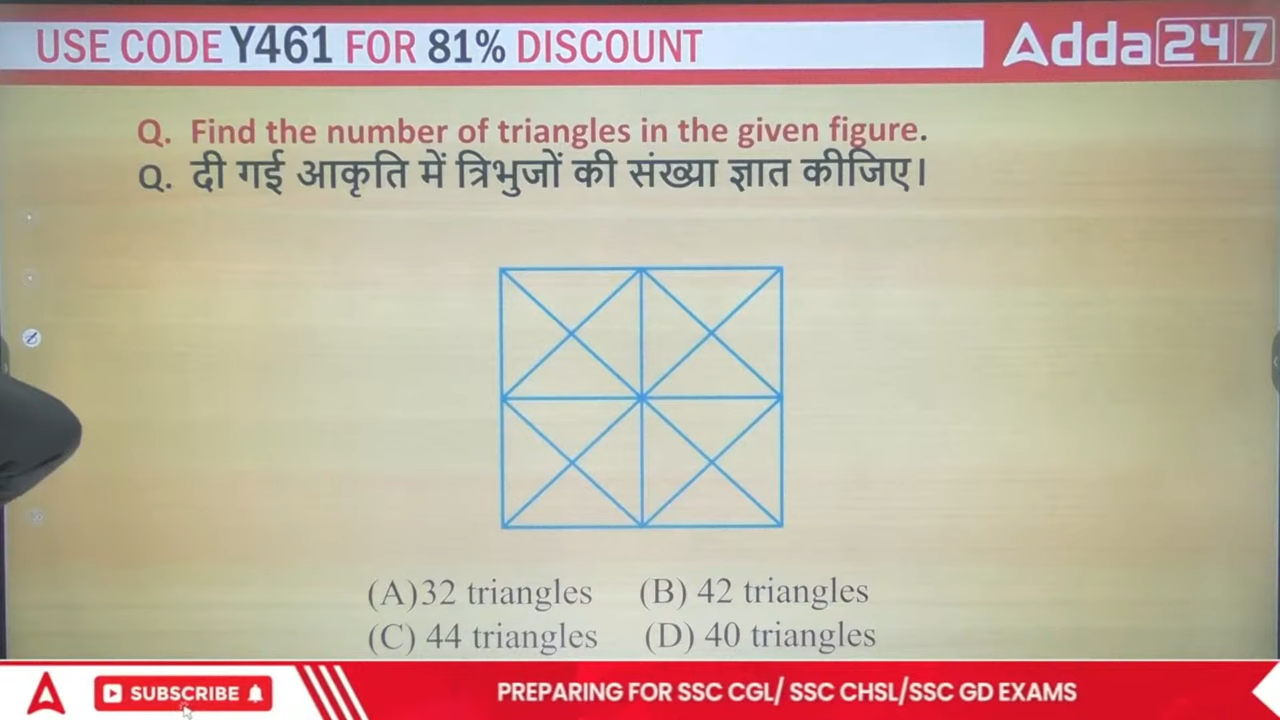 USE CODE Y461 FOR 81% DISCOUNT
Adda247
Q. Find the number of triangles in the given figure.
Q. दी गई आकृति में त्रिभुजों की संख्या ज्ञात कीजिए।
(A)32 triangles (B) 42 triangles
(C) 44 triangles (D) 40 triangles
SUBSCRIBE
PREPARING FOR SSC CGL/ SSC CHSL/SSC GD EXAMS